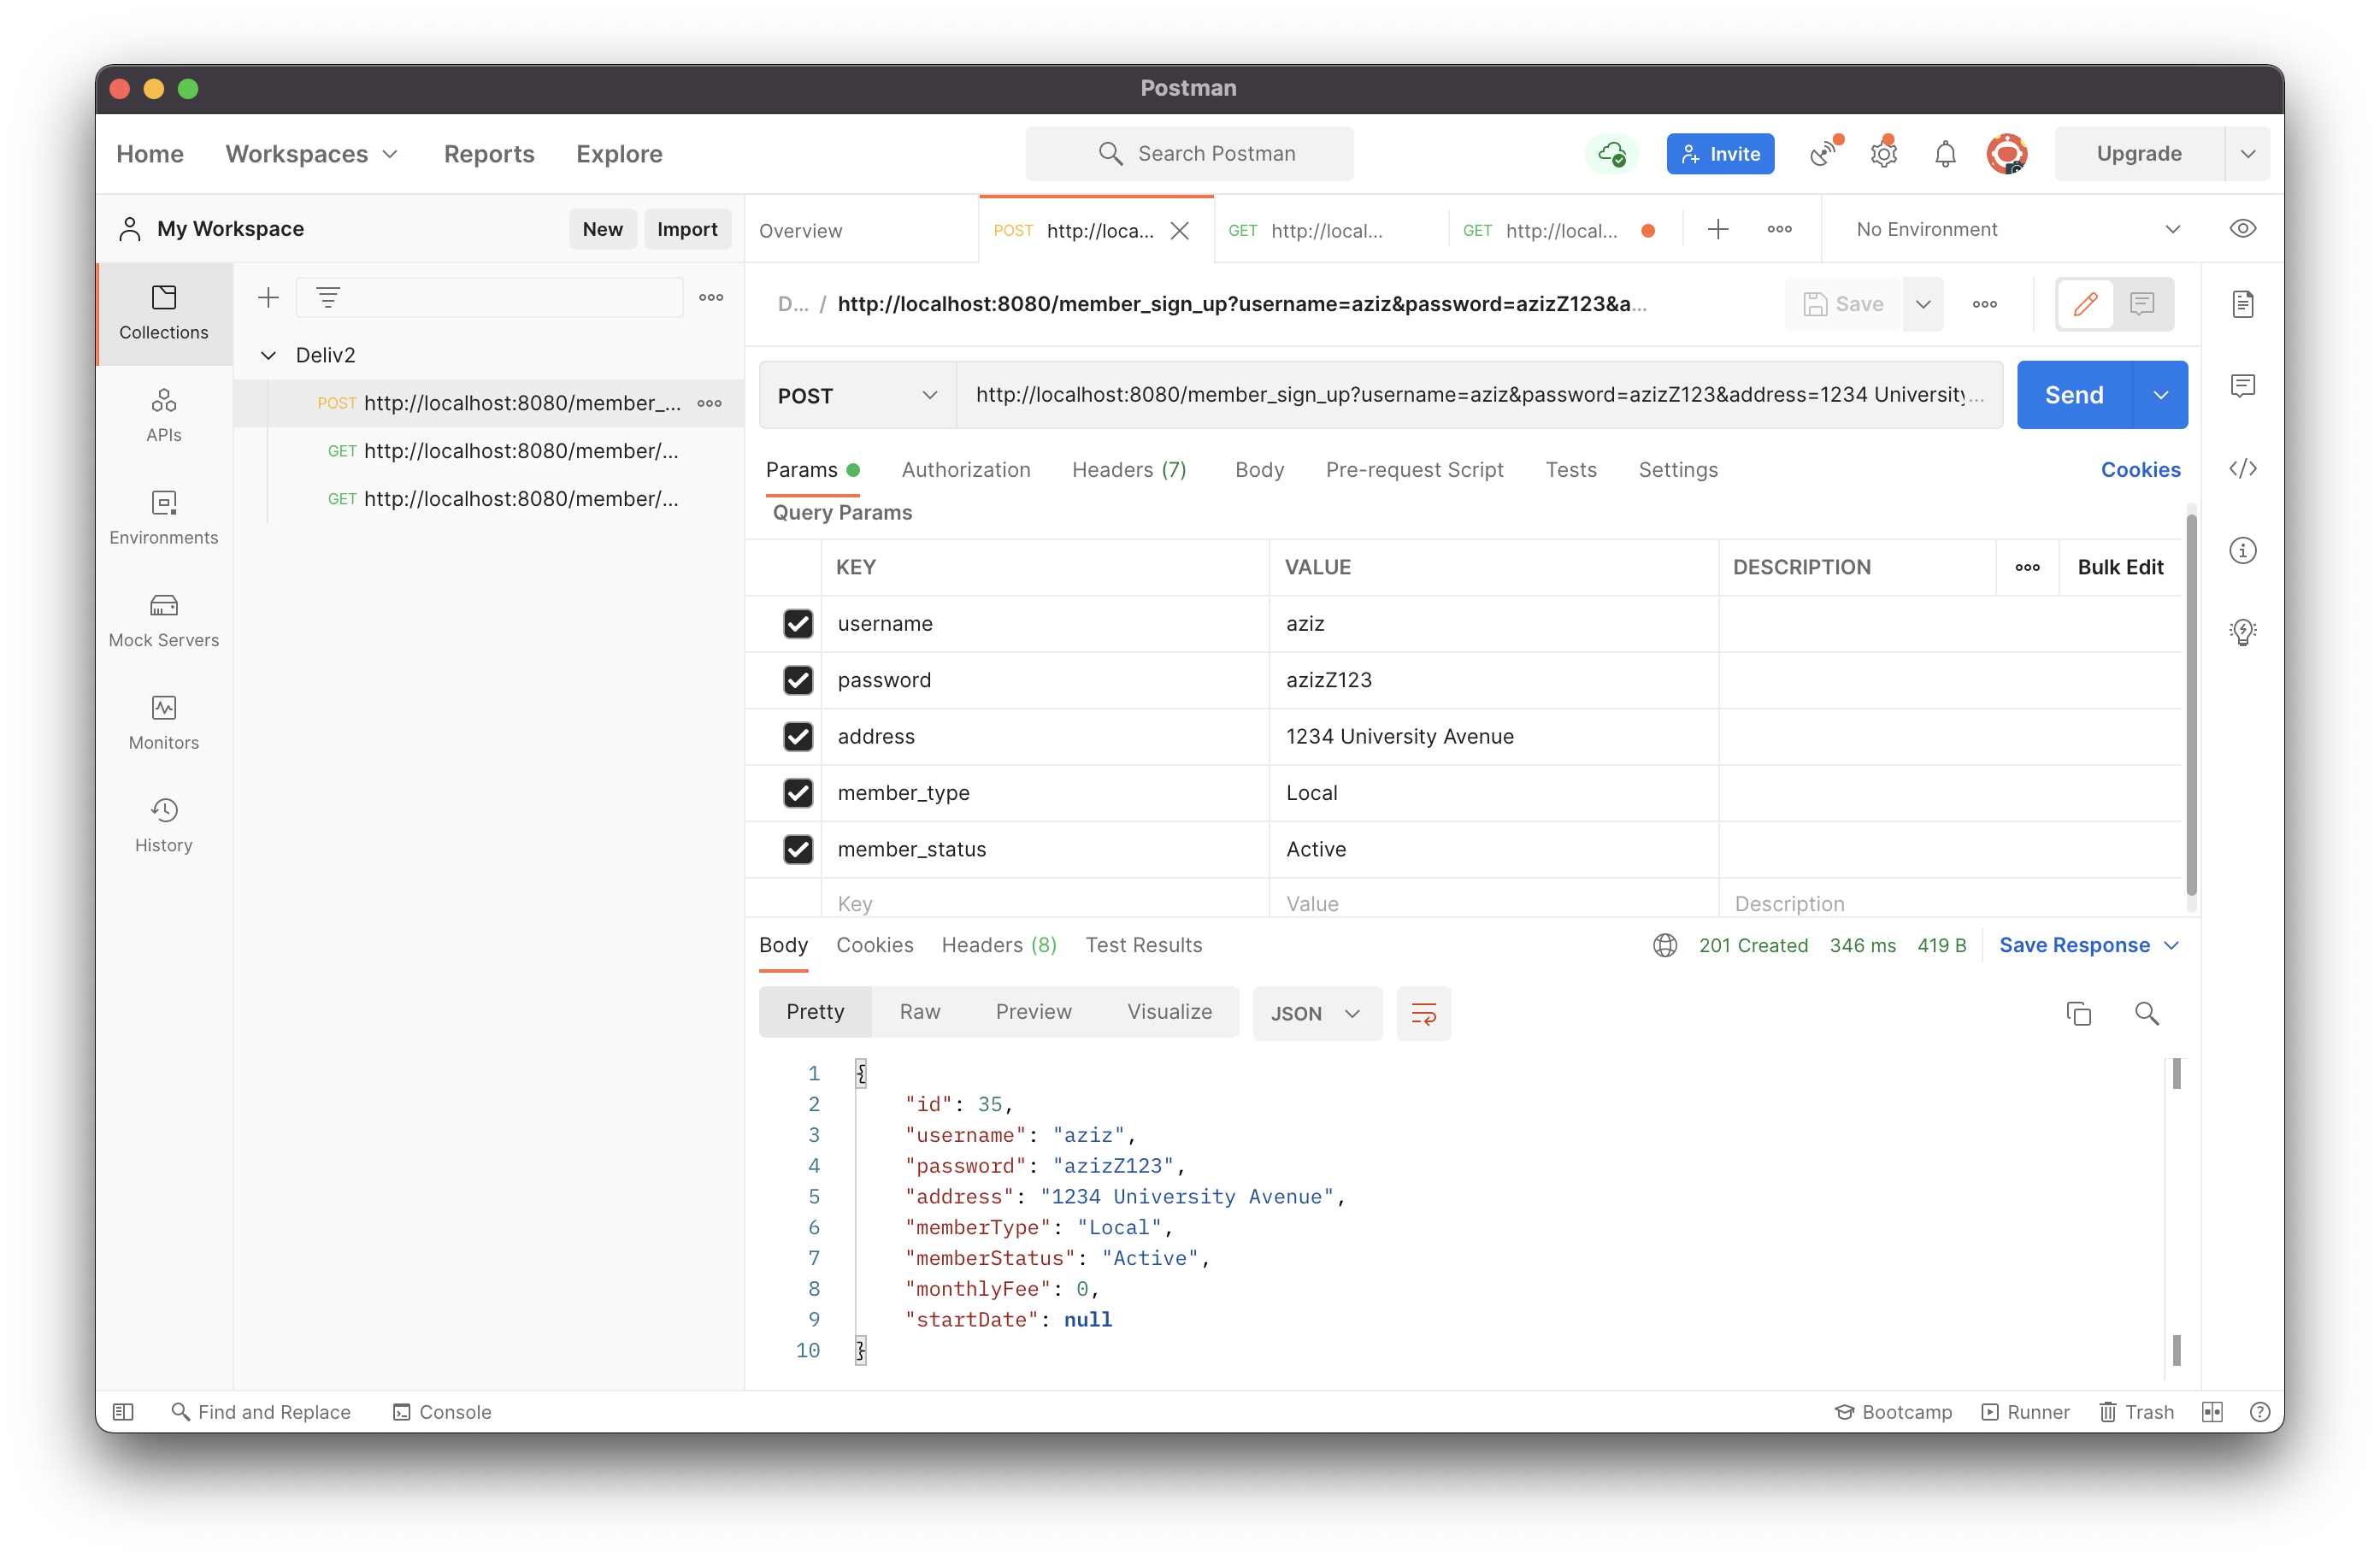 Postman
Home Workspaces Reports Explore Search Postman Invite Upgrade
My Workspace New Import Overview POST http://loca... GET http://local... GET http://local... No Environment
Collections
APIs
Environments
Mock Servers
Monitors
History
Deliv2
POST http://localhost:8080/member_...
GET http://localhost:8080/member/...
GET http://localhost:8080/member/...
D... / http://localhost:8080/member_sign_up?username=aziz&password=azizZ123&a... Save
POST http://localhost:8080/member_sign_up?username=aziz&password=azizZ123&address=1234 University... Send
Params Authorization Headers (7) Body Pre-request Script Tests Settings Cookies
Query Params
KEY VALUE DESCRIPTION Bulk Edit
username aziz
password azizZ123
address 1234 University Avenue
member_type Local
member_status Active
Key Value Description
Body Cookies Headers (8) Test Results 201 Created 346 ms 419 B Save Response
Pretty Raw Preview Visualize JSON
1 {
2 "id": 35,
3 "username": "aziz",
4 "password": "azizZ123",
5 "address": "1234 University Avenue",
6 "memberType": "Local",
7 "memberStatus": "Active",
8 "monthlyFee": 0,
9 "startDate": null
10 }
Find and Replace Console Bootcamp Runner Trash